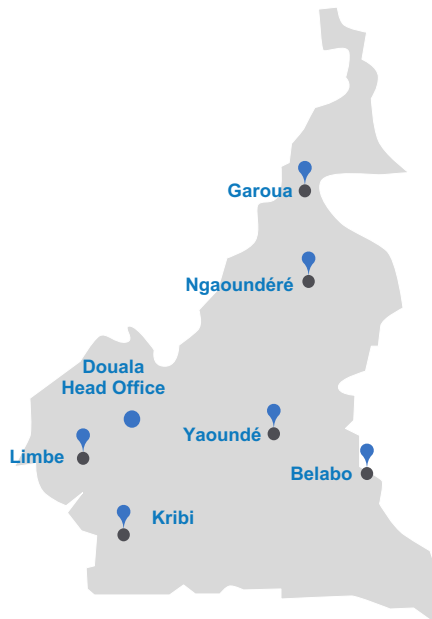 Garoua
Ngaoundéré
Douala
Head Office
Yaoundé
Limbe
Belabo
Kribi